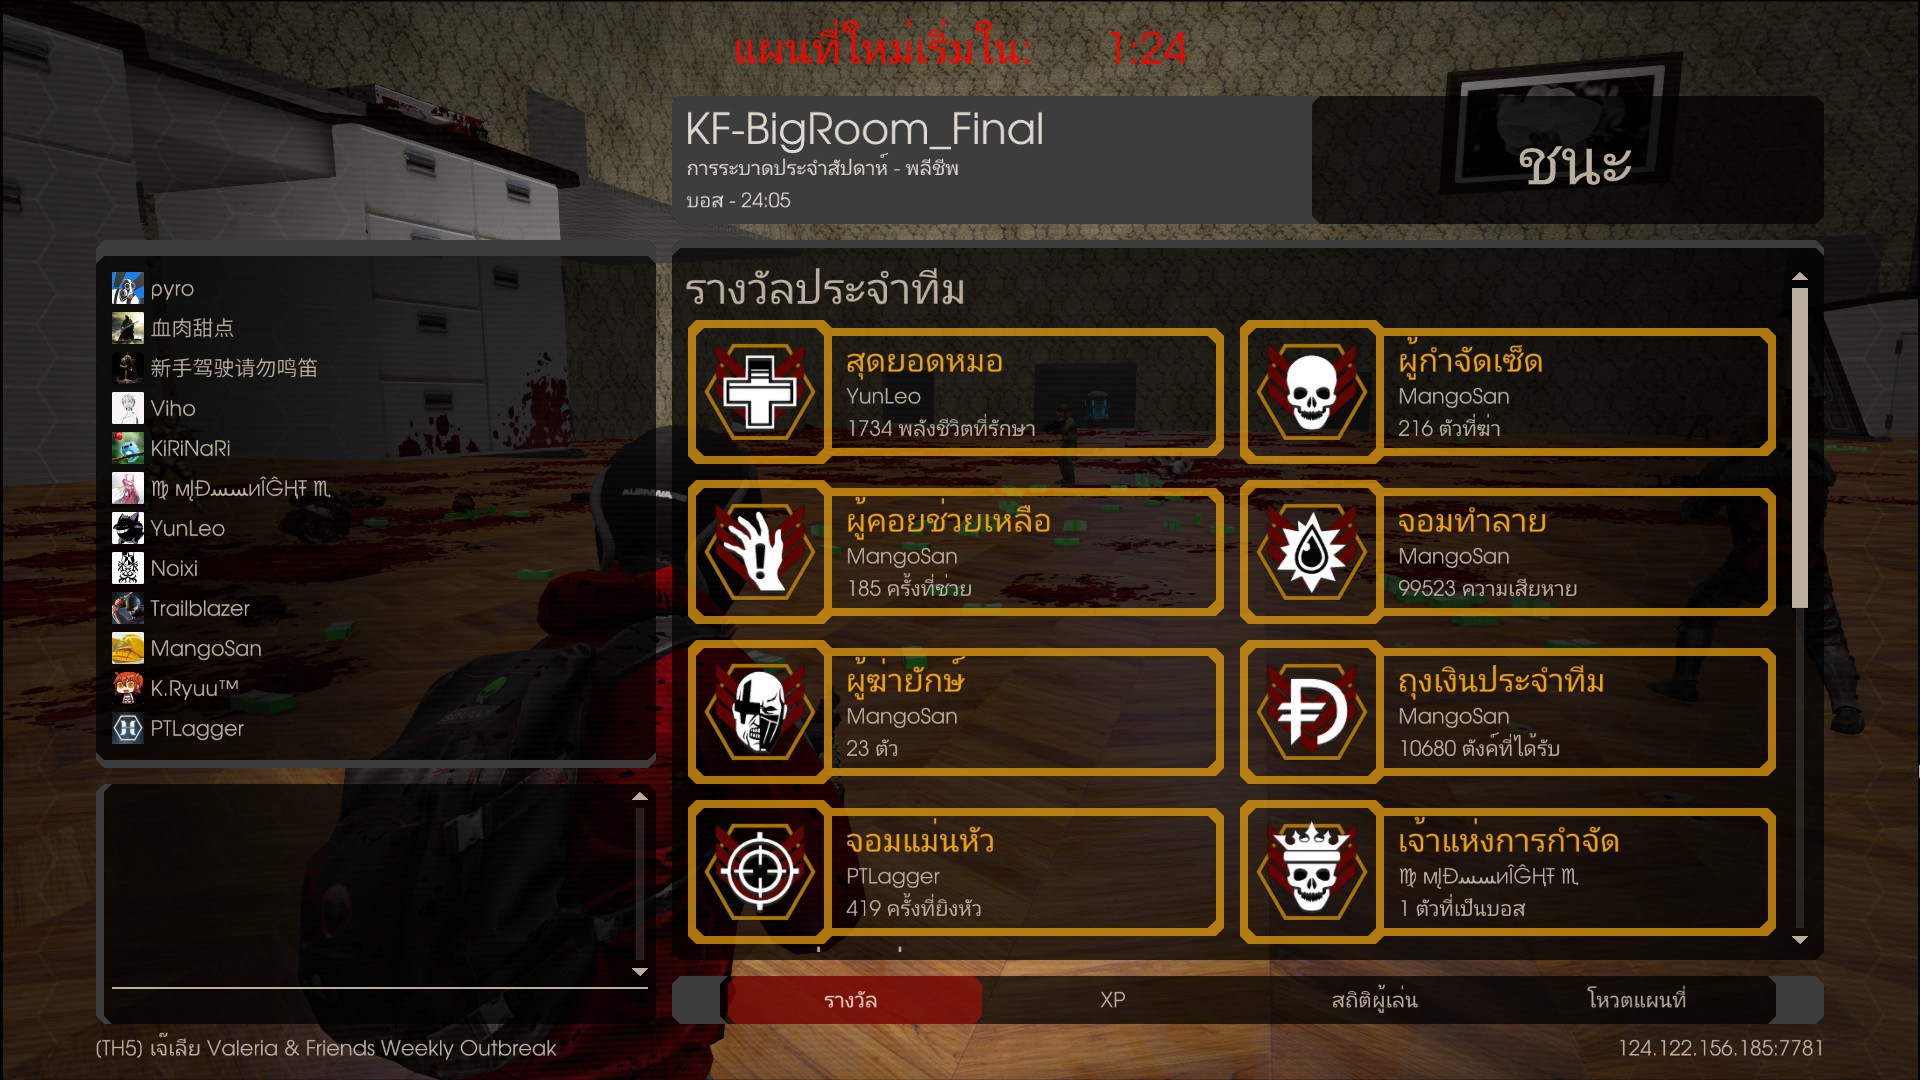 แผนที่ใหม่เริ่มใน: 1:24
KF-BigRoom_Final
การระบาดประจำสัปดาห์ - พลีชีพ
บอส - 24:05
ชนะ
pyro
血肉甜点
新手驾驶请勿鸣笛
Viho
KiRiNaRi
YunLeo
Noixi
Trailblazer
MangoSan
K.Ryuu™
PTLagger
รางวัลประจำทีม
สุดยอดหมอ
YunLeo
1734 พลังชีวิตที่รักษา
ผู้กำจัดเซ็ด
MangoSan
216 ตัวที่ฆ่า
ผู้คอยช่วยเหลือ
MangoSan
185 ครั้งที่ช่วย
จอมทำลาย
MangoSan
99523 ความเสียหาย
ผู้ฆ่ายักษ์
MangoSan
23 ตัว
ถุงเงินประจำทีม
MangoSan
10680 ตังค์ที่ได้รับ
จอมแม่นหัว
PTLagger
419 ครั้งที่ยิงหัว
เจ้าแห่งการกำจัด
1 ตัวที่เป็นบอส
รางวัล
XP
สถิติผู้เล่น
โหวตแผนที่
(TH5) เจ๊เลีย Valeria & Friends Weekly Outbreak
124.122.156.185:7781